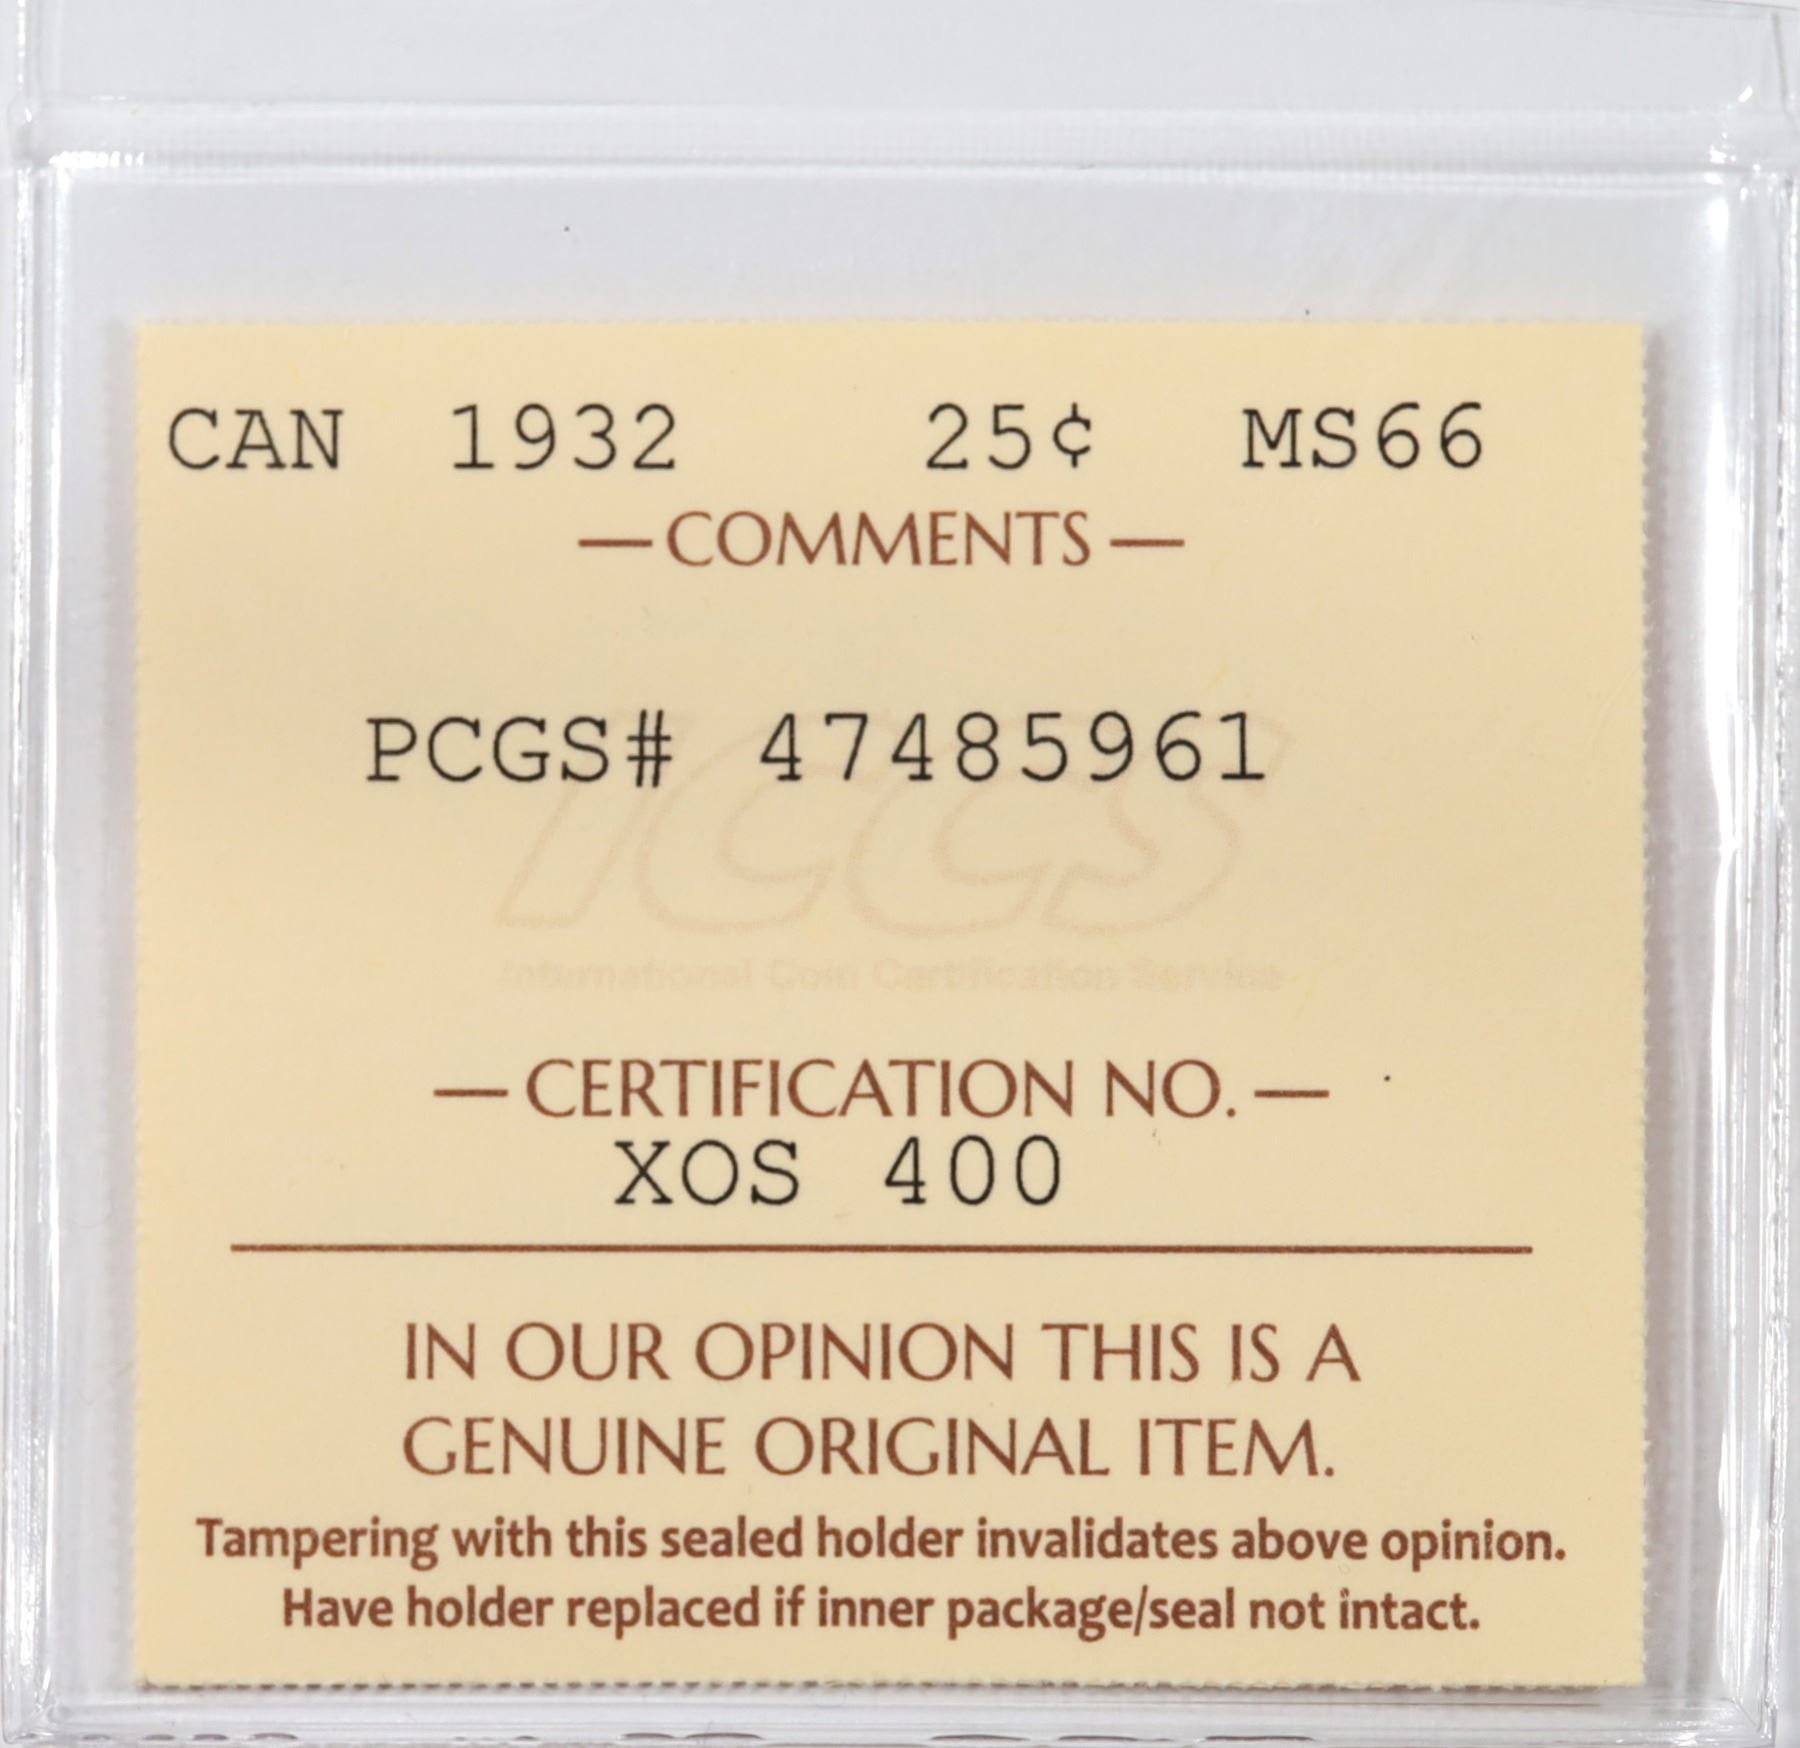 CAN 1932 25¢ MS66
— COMMENTS —
PCGS# 47485961
ICCS
International Coin Certification Service
— CERTIFICATION NO. —
XOS 400
IN OUR OPINION THIS IS A
GENUINE ORIGINAL ITEM.
Tampering with this sealed holder invalidates above opinion.
Have holder replaced if inner package/seal not intact.